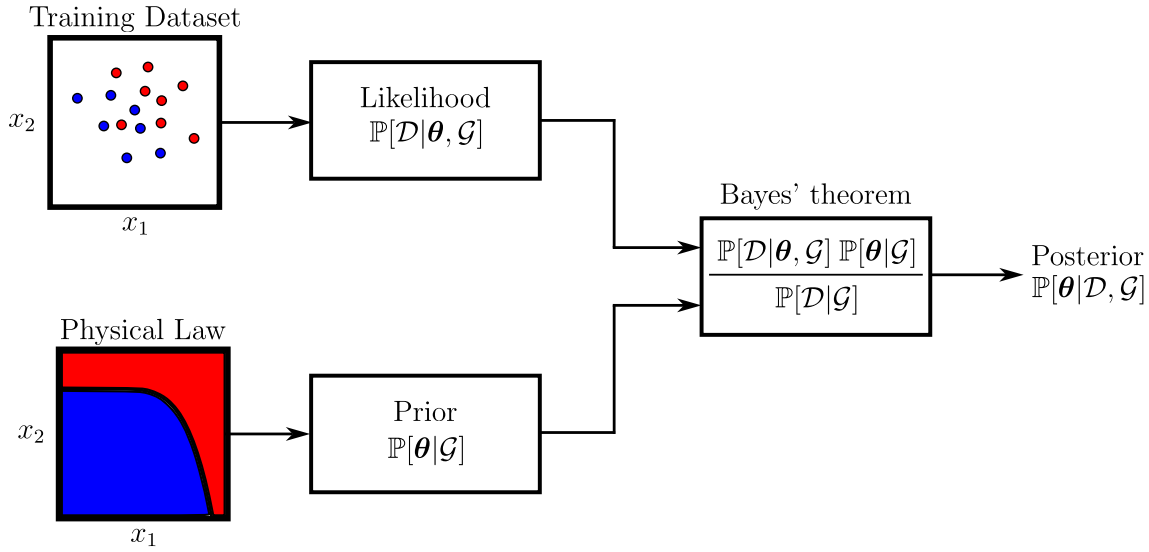 Training Dataset
x₂
x₁
Likelihood
ℙ[𝒟|𝜽, 𝒢]
Bayes' theorem
ℙ[𝒟|𝜽, 𝒢] ℙ[𝜽|𝒢]
ℙ[𝒟|𝒢]
Posterior
ℙ[𝜽|𝒟, 𝒢]
Physical Law
x₂
x₁
Prior
ℙ[𝜽|𝒢]